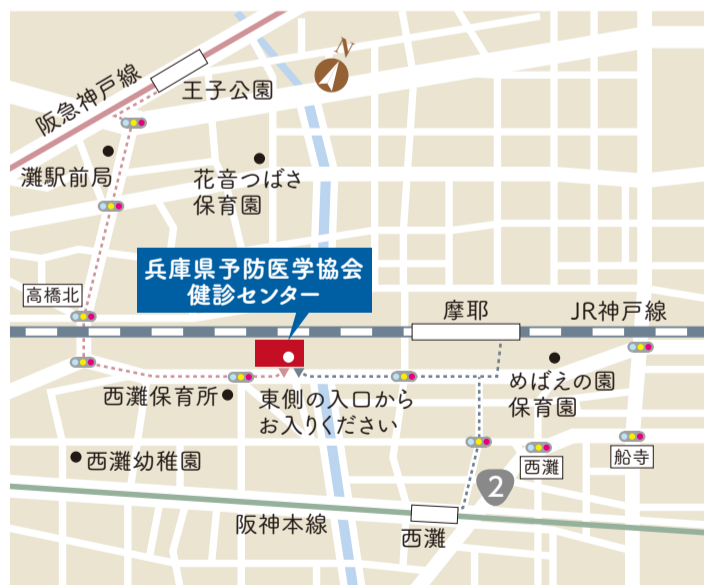 N
阪急神戸線
王子公園
灘駅前局
花音つばさ
保育園
兵庫県予防医学協会
健診センター
高橋北
摩耶
JR神戸線
西灘保育所
東側の入口から
お入りください
めばえの園
保育園
西灘幼稚園
西灘
船寺
2
阪神本線
西灘